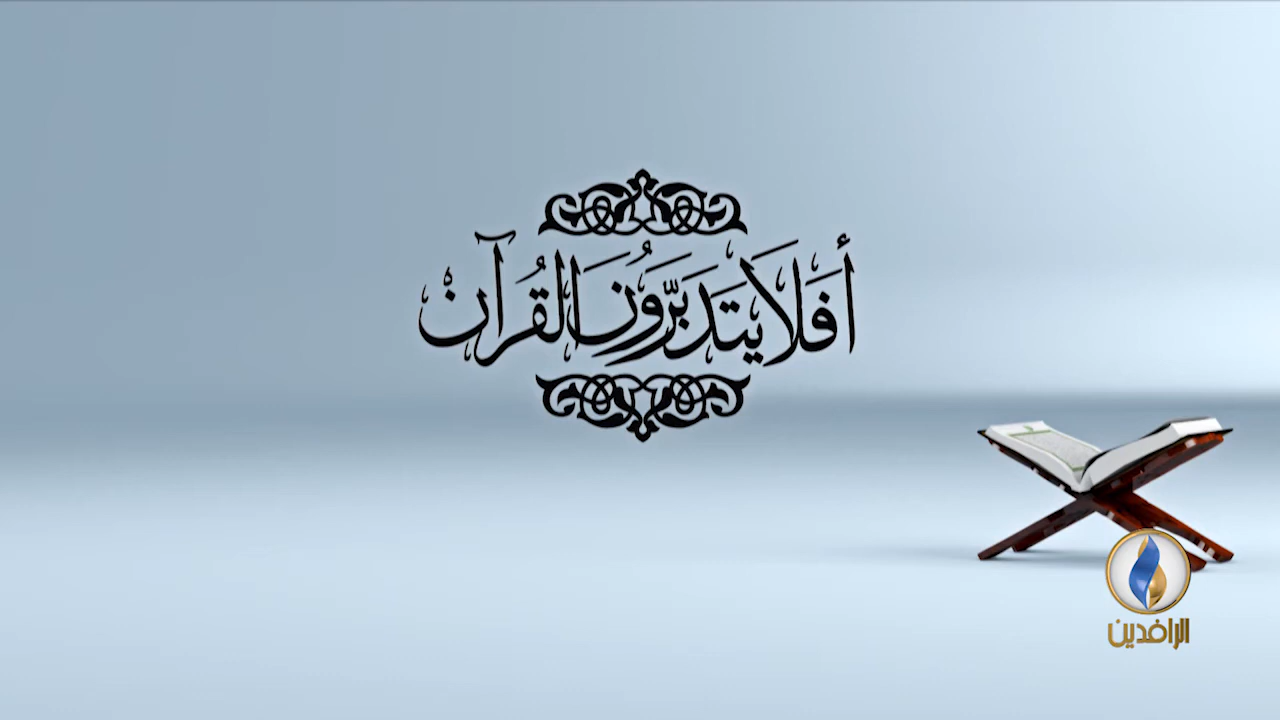 أَفَلَا يَتَدَبَّرُونَ الْقُرْآنَ
الرافدين